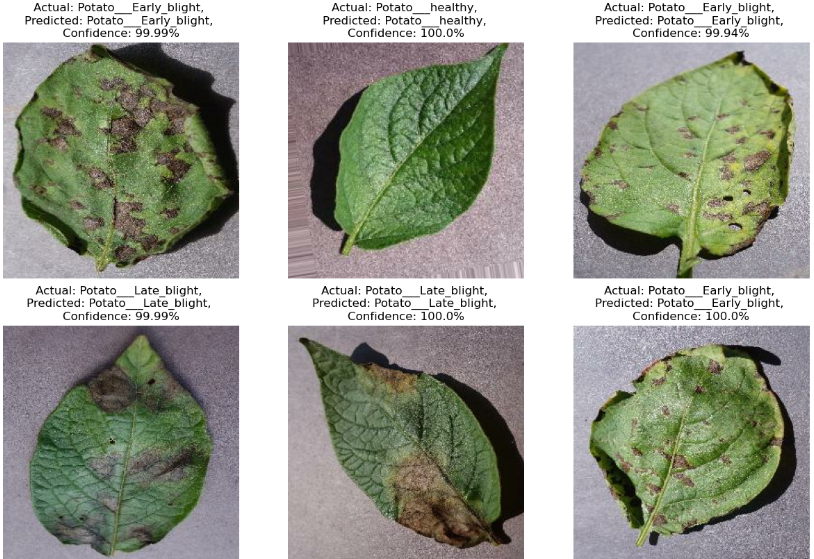 Actual: Potato___Early_blight,
Predicted: Potato___Early_blight,
Confidence: 99.99%
Actual: Potato___healthy,
Predicted: Potato___healthy,
Confidence: 100.0%
Actual: Potato___Early_blight,
Predicted: Potato___Early_blight,
Confidence: 99.94%
Actual: Potato___Late_blight,
Predicted: Potato___Late_blight,
Confidence: 99.99%
Actual: Potato___Late_blight,
Predicted: Potato___Late_blight,
Confidence: 100.0%
Actual: Potato___Early_blight,
Predicted: Potato___Early_blight,
Confidence: 100.0%